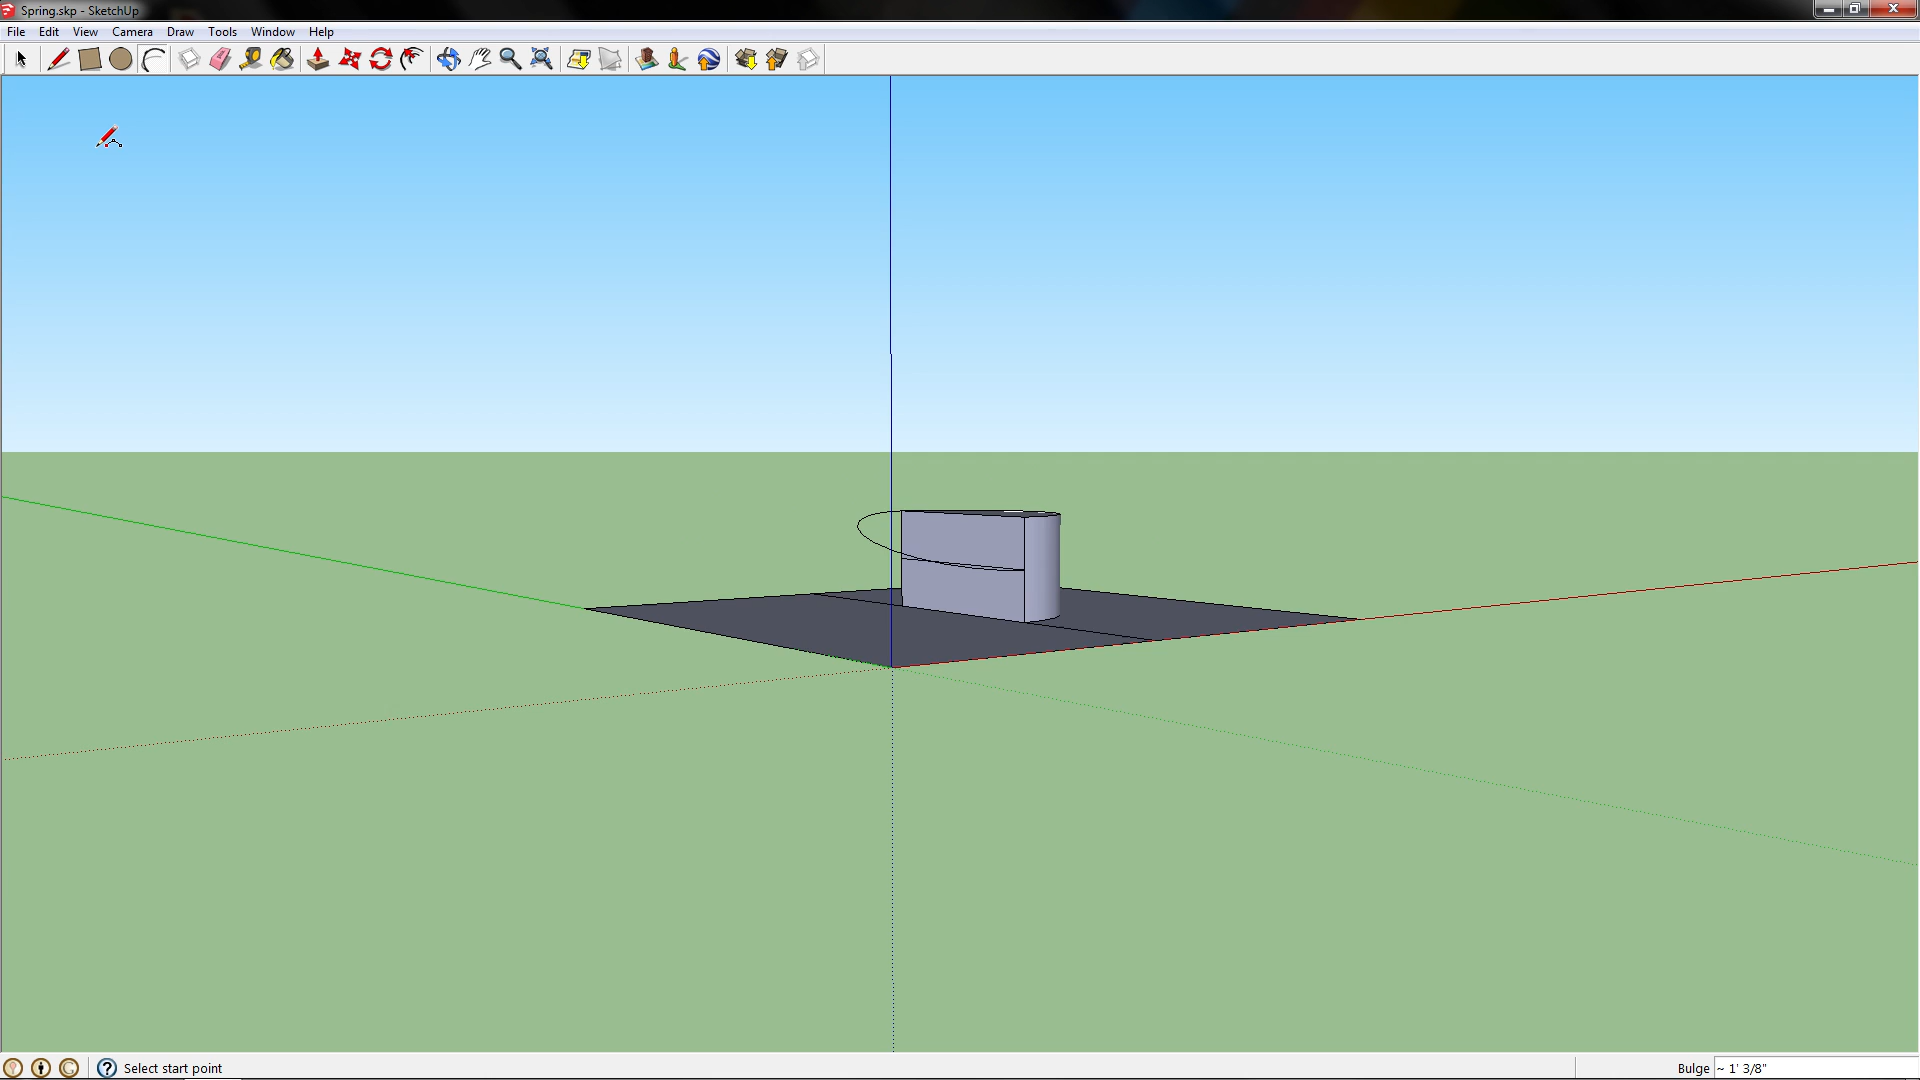 Spring.skp - SketchUp
File Edit View Camera Draw Tools Window Help
Select start point
Bulge ~ 1' 3/8"